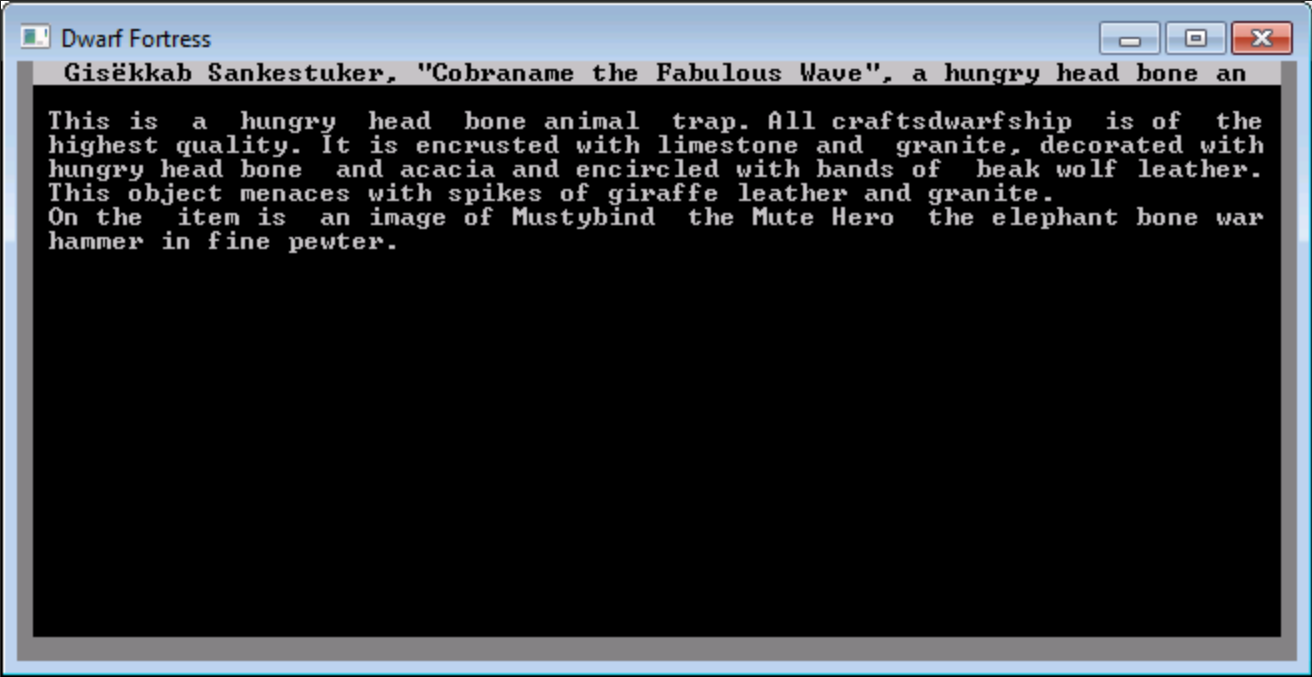 Dwarf Fortress
Gisëkkab Sankestuker, "Cobraname the Fabulous Wave", a hungry head bone an
This is a hungry head bone animal trap. All craftsdwarfship is of the
highest quality. It is encrusted with limestone and granite, decorated with
hungry head bone and acacia and encircled with bands of beak wolf leather.
This object menaces with spikes of giraffe leather and granite.
On the item is an image of Mustybind the Mute Hero the elephant bone war
hammer in fine pewter.